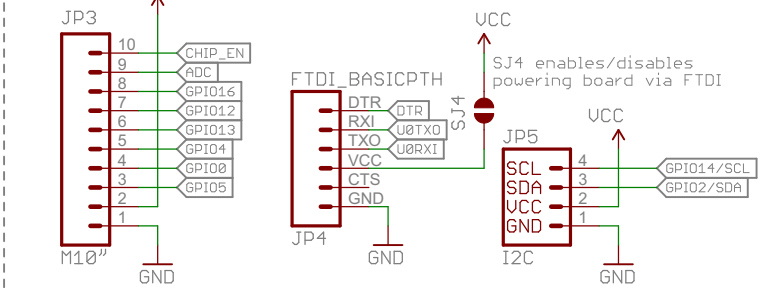 JP3
10 CHIP_EN
9 ADC
8 GPIO16
7 GPIO12
6 GPIO13
5 GPIO4
4 GPIO0
3 GPIO5
2
1
M10"
GND
FTDI_BASICPTH
DTR DTR
RXI U0TXO
TXO U0RXI
VCC
CTS
GND
JP4
GND
VCC
SJ4
SJ4 enables/disables
powering board via FTDI
VCC
JP5
SCL 4 GPIO14/SCL
SDA 3 GPIO2/SDA
VCC 2
GND 1
I2C
GND